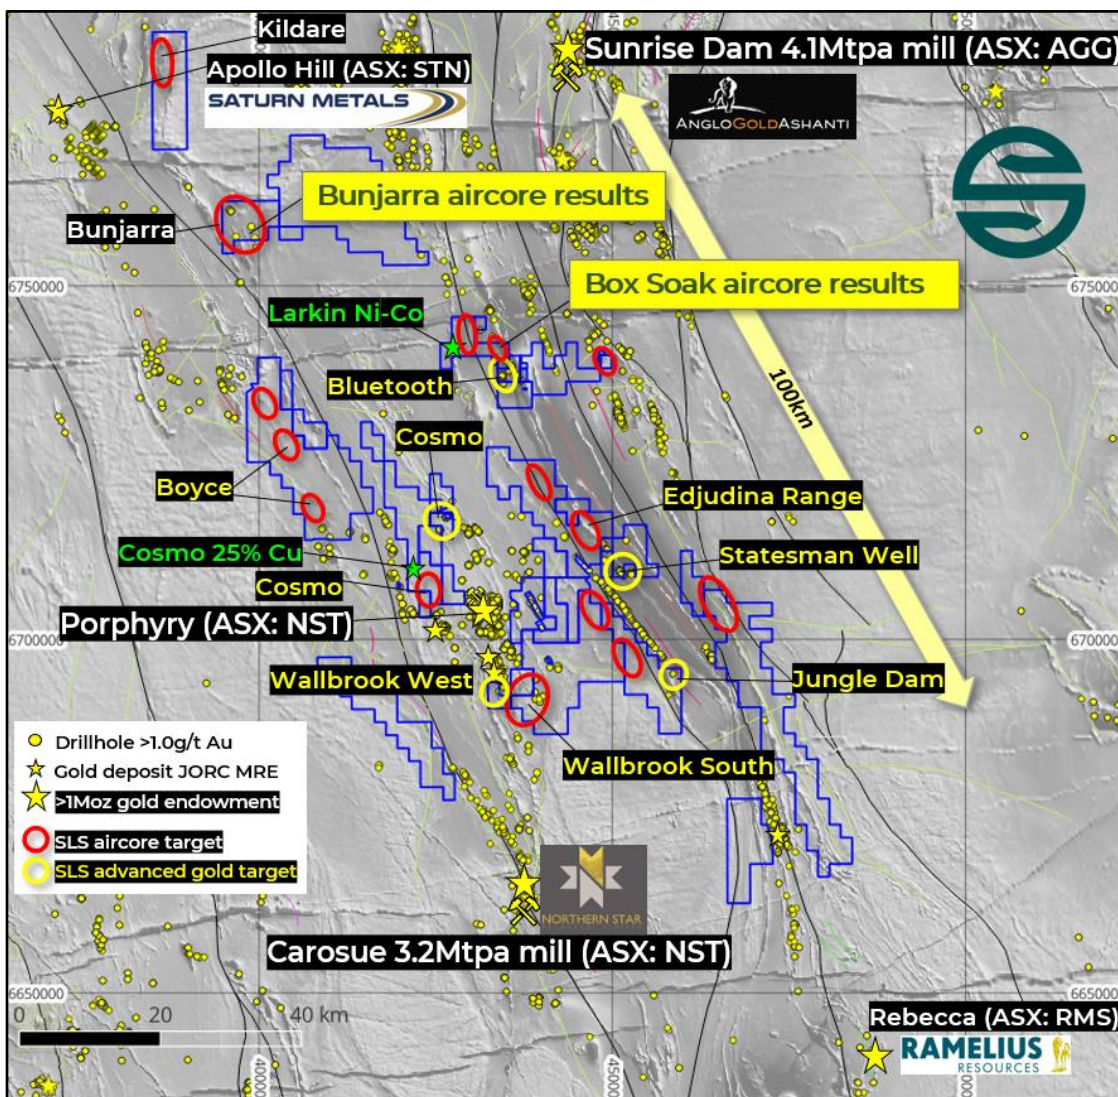 Kildare
Sunrise Dam 4.1Mtpa mill (ASX: AGG)
Apollo Hill (ASX: STN)
SATURN METALS
ANGLOGOLDASHANTI
Bunjarra aircore results
Bunjarra
Box Soak aircore results
6750000
6750000
Larkin Ni-Co
Bluetooth
100km
Cosmo
Boyce
Edjudina Range
Cosmo 25% Cu
Statesman Well
Cosmo
Porphyry (ASX: NST)
6700000
6700000
Wallbrook West
Jungle Dam
Wallbrook South
Drillhole >1.0g/t Au
Gold deposit JORC MRE
>1Moz gold endowment
SLS aircore target
SLS advanced gold target
NORTHERN STAR
Carosue 3.2Mtpa mill (ASX: NST)
6650000
6650000
0 20 40 km
Rebecca (ASX: RMS)
RAMELIUS
RESOURCES